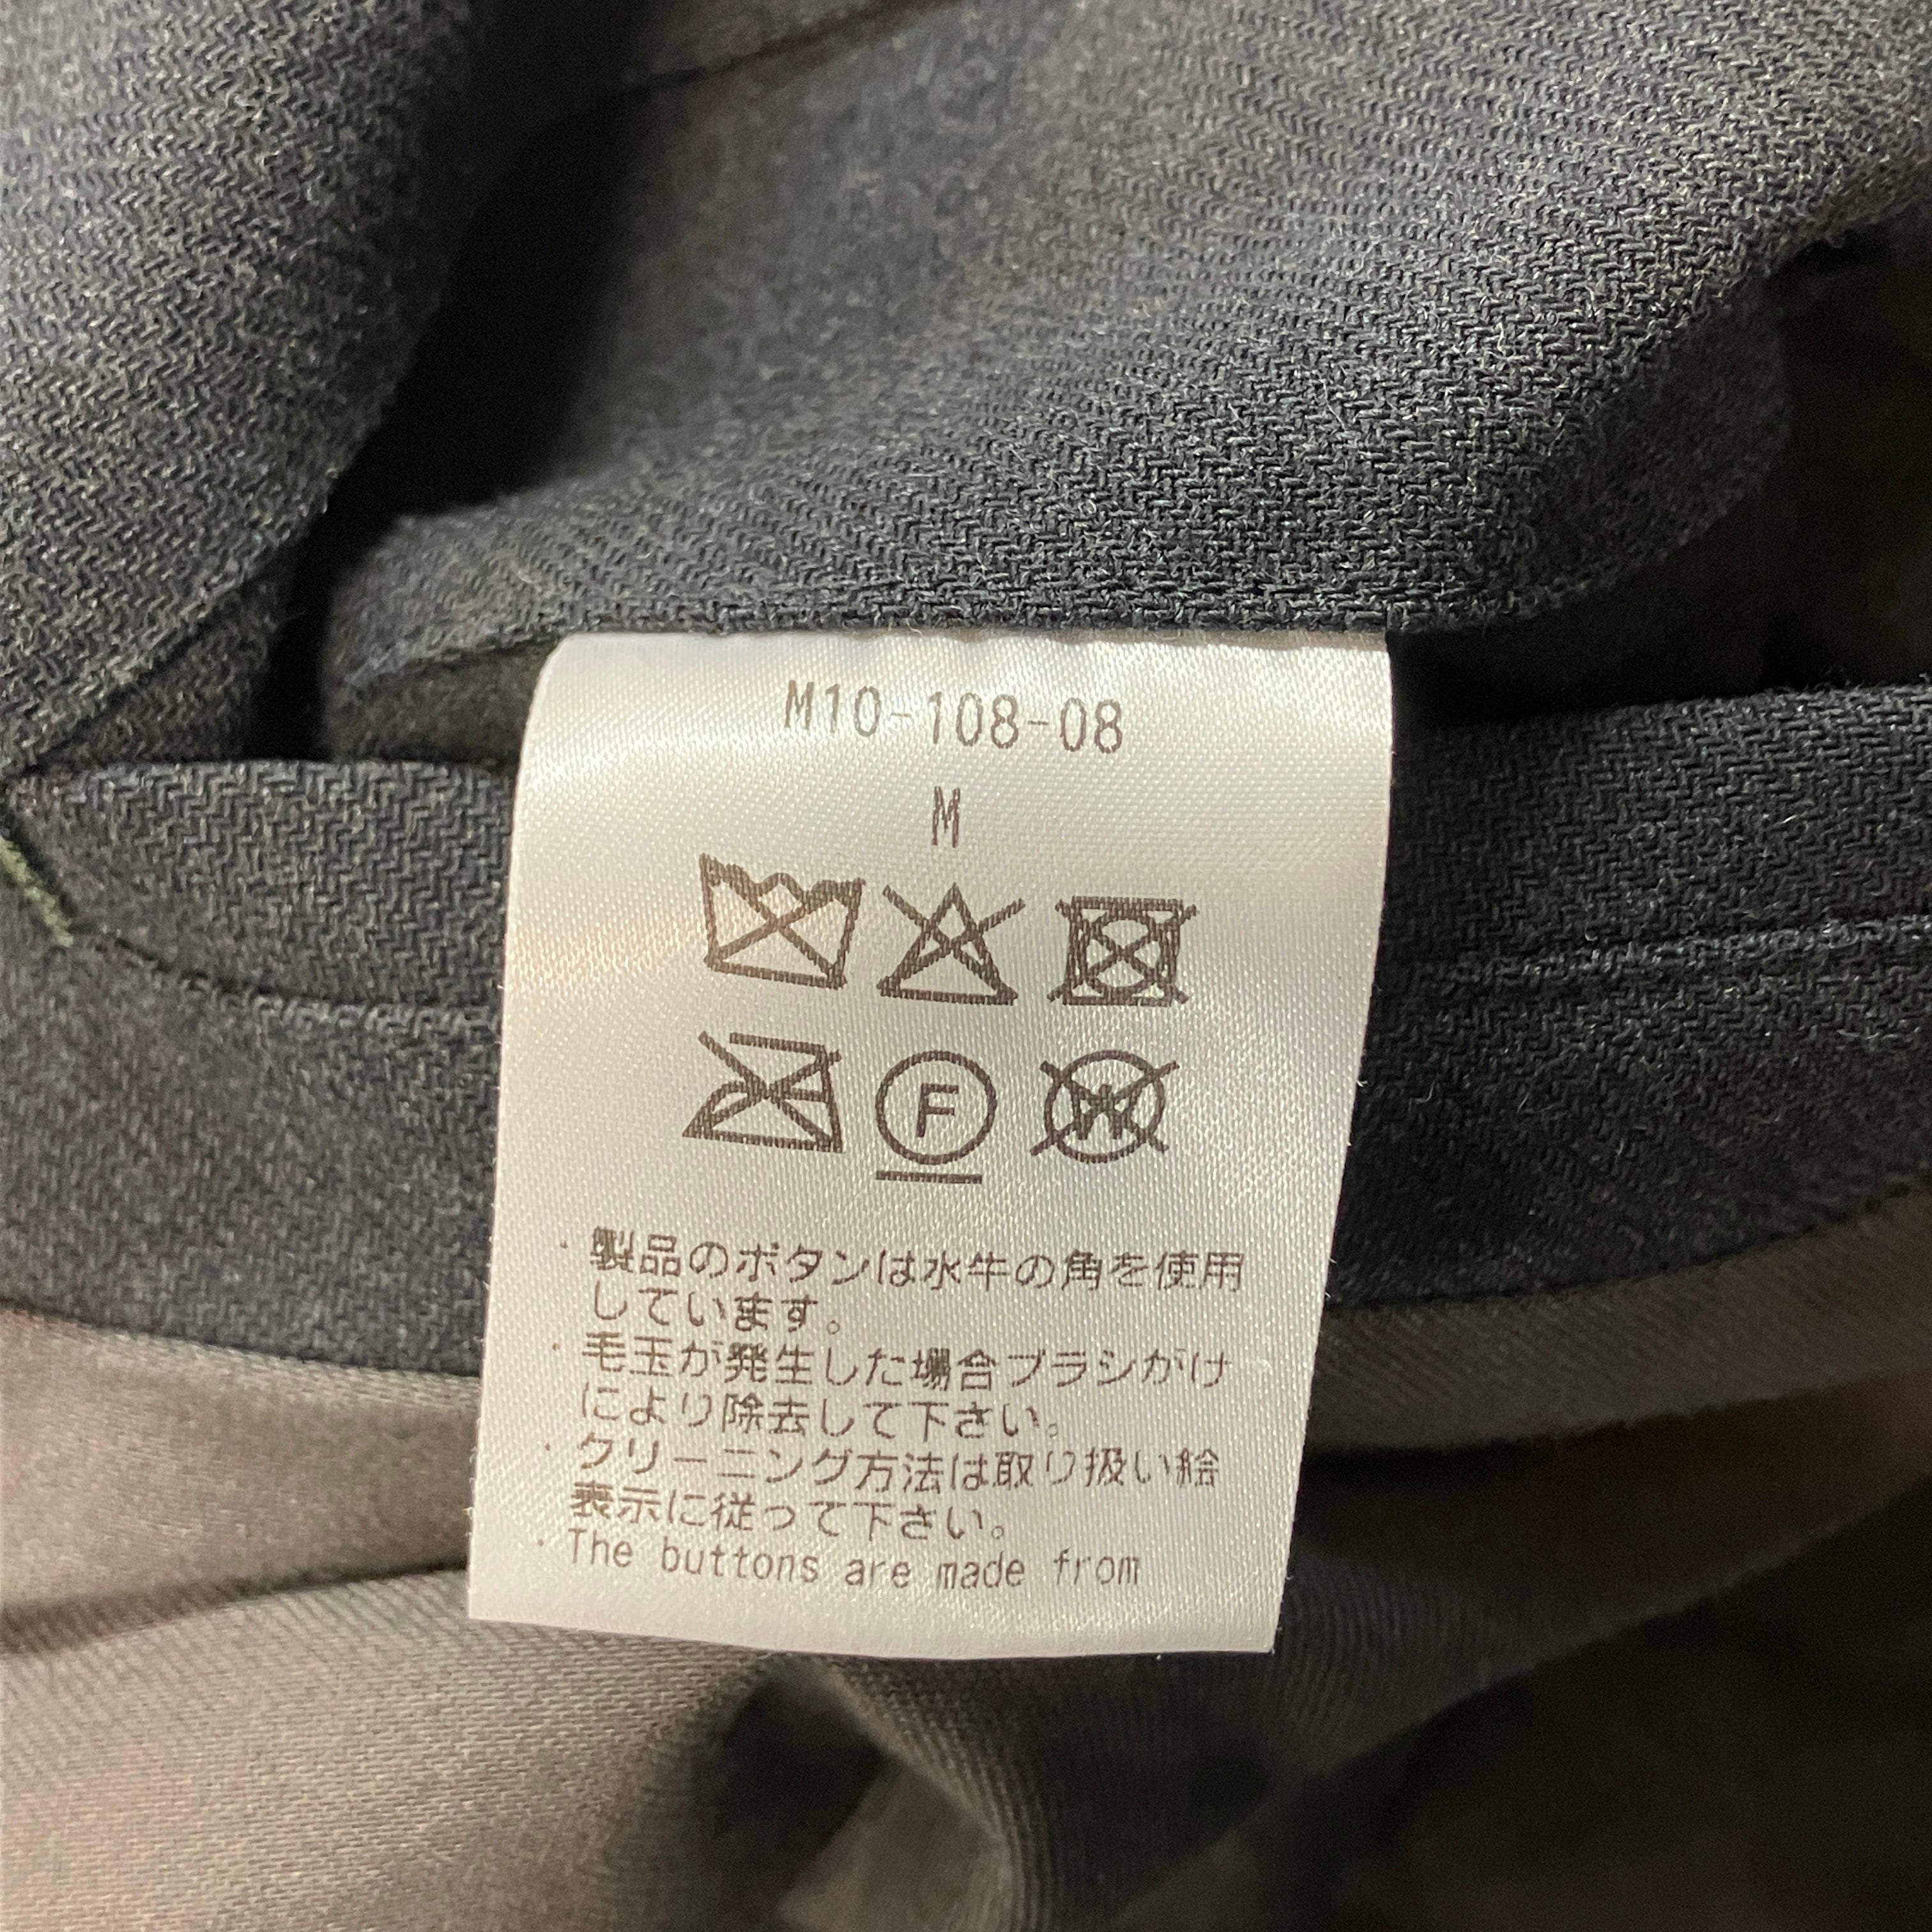 M10-108-08
M
F
W
・製品のボタンは水牛の角を使用
しています。
・毛玉が発生した場合ブラシがけ
により除去して下さい。
・クリーニング方法は取り扱い絵
表示に従って下さい。
・The buttons are made from